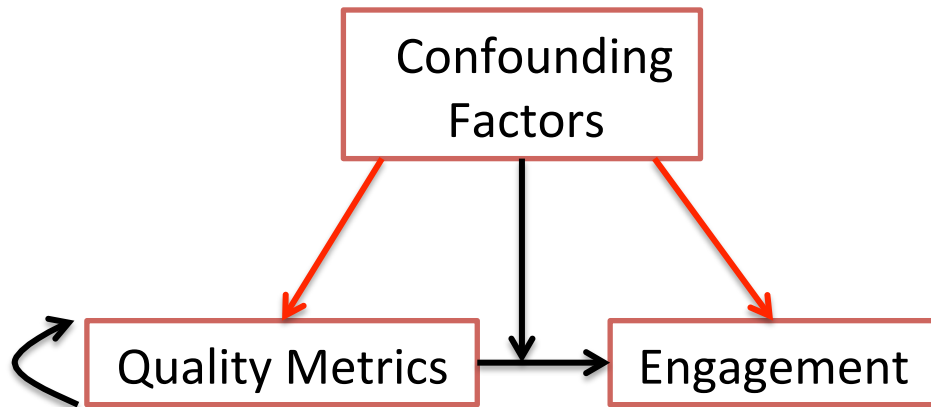 Confounding
Factors
Quality Metrics
Engagement